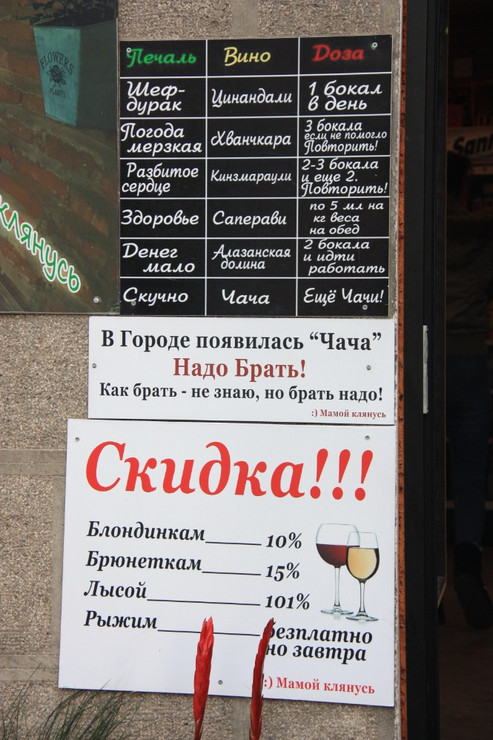 FLOWERS
&
PLANTS
клянусь
Печаль Вино Доза
Шеф-
дурак
Цинандали
1 бокал
в день
Погода
мерзкая
Хванчкара
3 бокала
если не помогло
Повторить!
Разбитое
сердце
Кинзмараули
2-3 бокала
и еще 2.
Повторить!
Здоровье
Саперави
по 5 мл на
кг веса
на обед
Денег
мало
Алазанская
долина
2 бокала
и идти
работать
Скучно Чача Ещё Чачи!
В Городе появилась “Чача”
Надо Брать!
Как брать - не знаю, но брать надо!
:) Мамой клянусь
Скидка!!!
Блондинкам 10%
Брюнеткам 15%
Лысой 101%
Рыжим безплатно
но завтра
:) Мамой клянусь